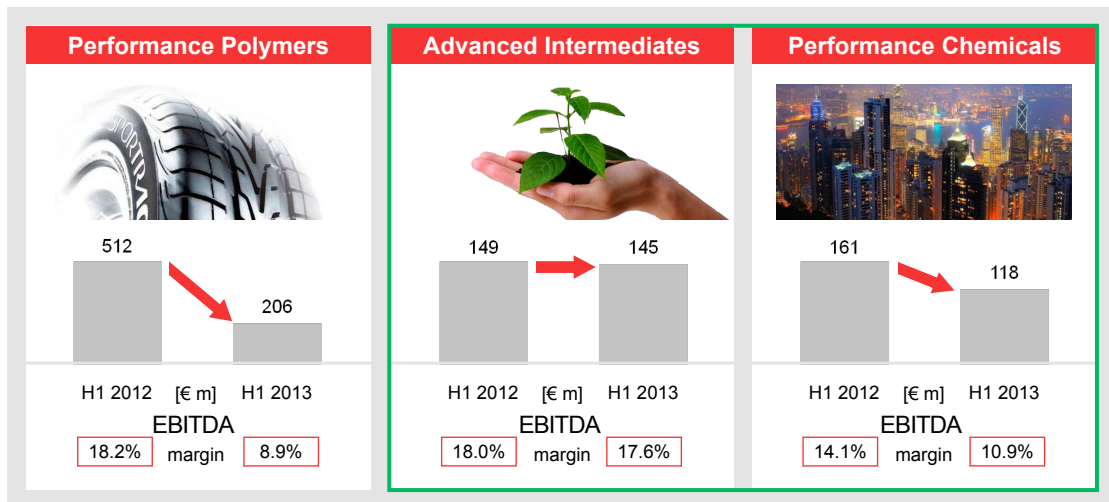 Performance Polymers
SPORTRAC
512
206
H1 2012 [€ m] H1 2013
EBITDA
18.2% margin 8.9%
Advanced Intermediates
149
145
H1 2012 [€ m] H1 2013
EBITDA
18.0% margin 17.6%
Performance Chemicals
161
118
H1 2012 [€ m] H1 2013
EBITDA
14.1% margin 10.9%